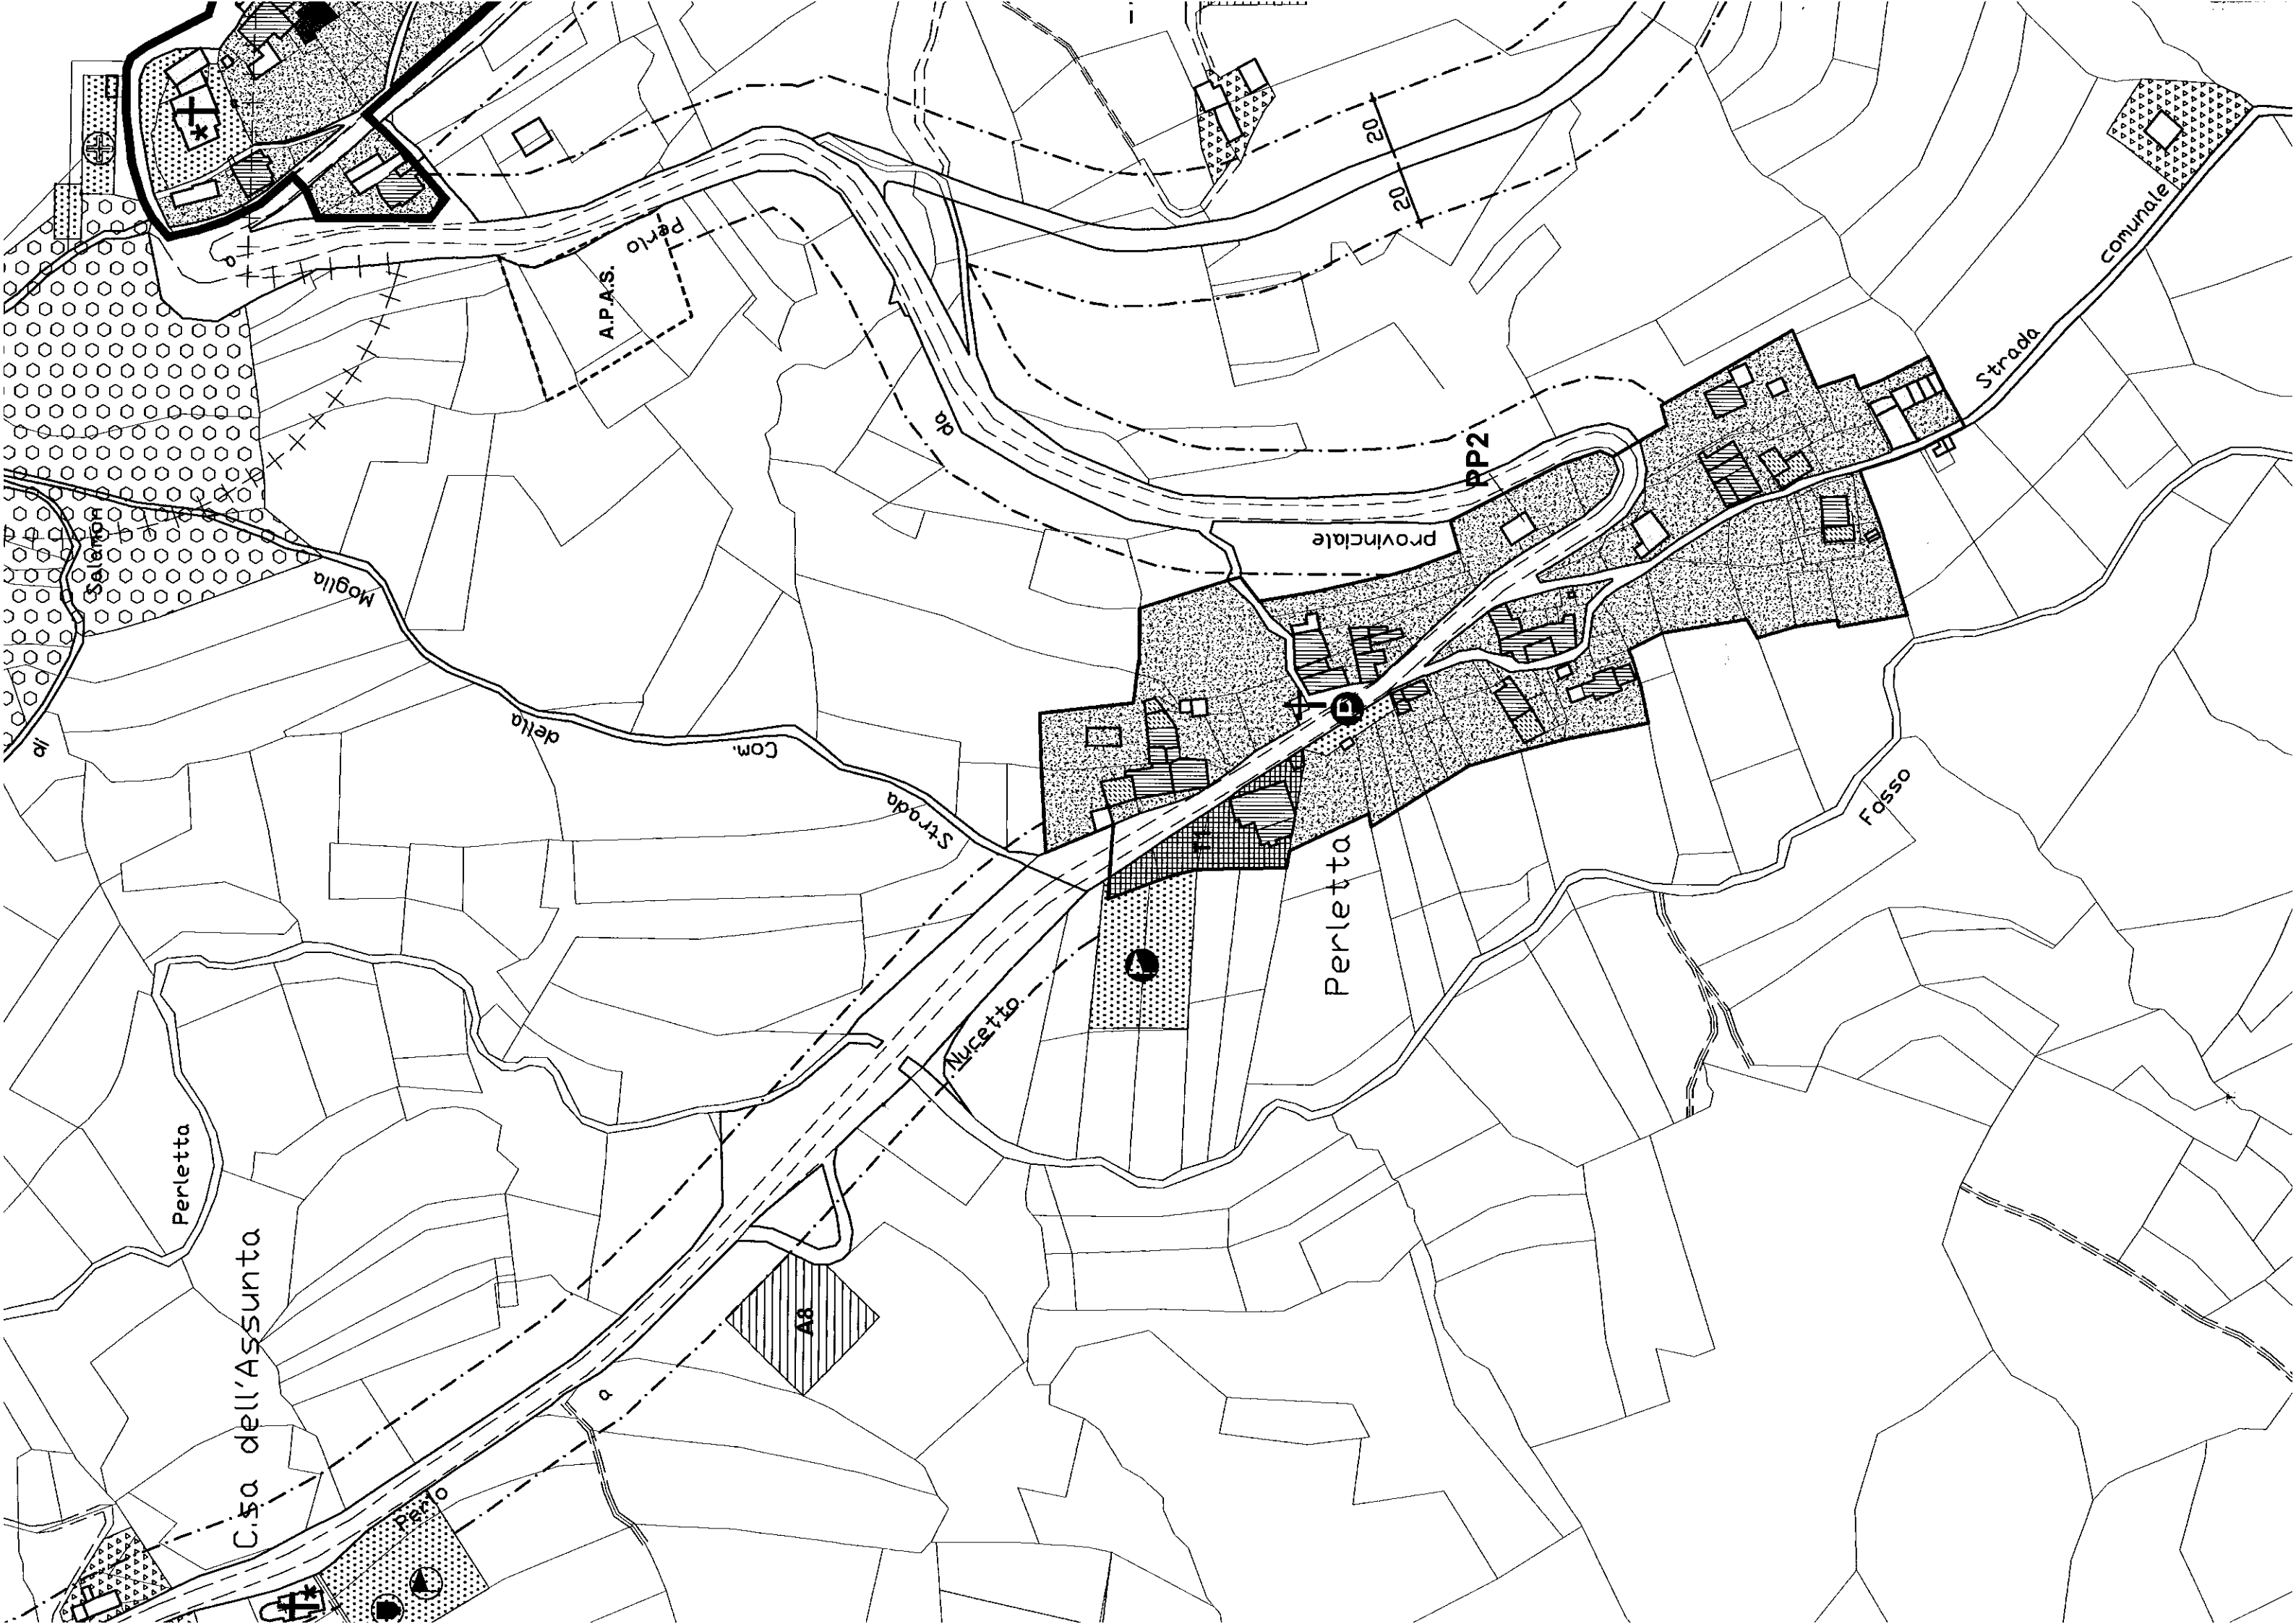 20
20
comunale
Strada
Perlo
A.P.A.S.
a
da
PP2
provinciale
Salamon
di
Moglia
della
Com.
Strada
P
T1
Fosso
Perletta
Nucetto
Perletta
A8
a
C.sa dell'Assunta
Perlo